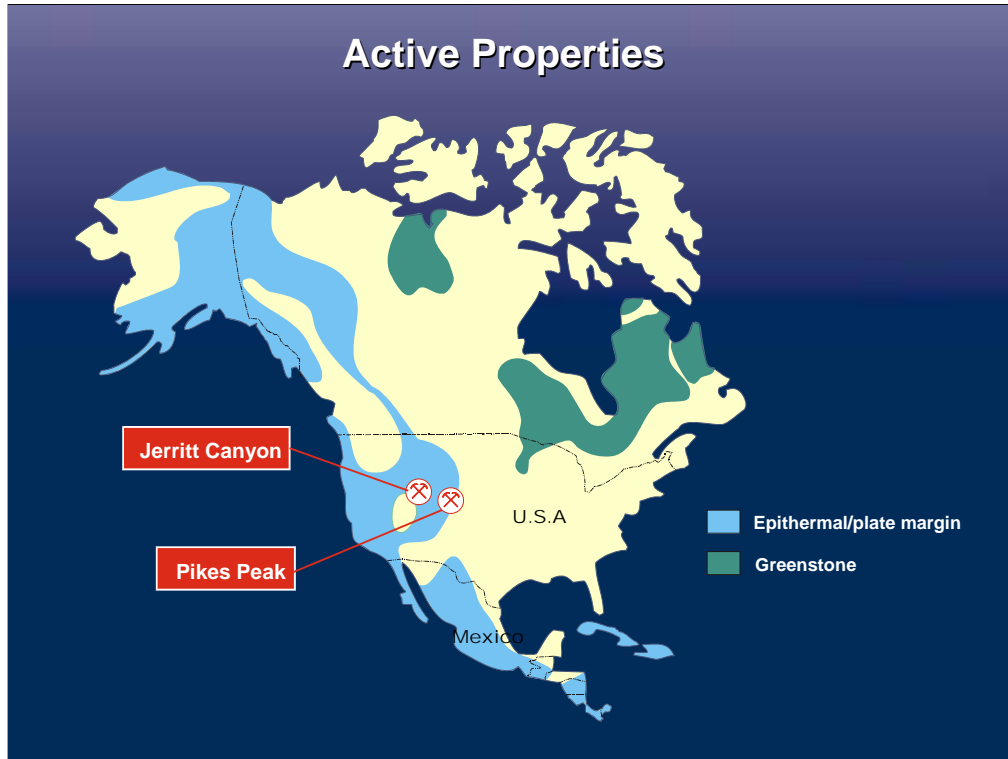 Active Properties
Jerritt Canyon
Pikes Peak
U.S.A
Mexico
Epithermal/plate margin
Greenstone